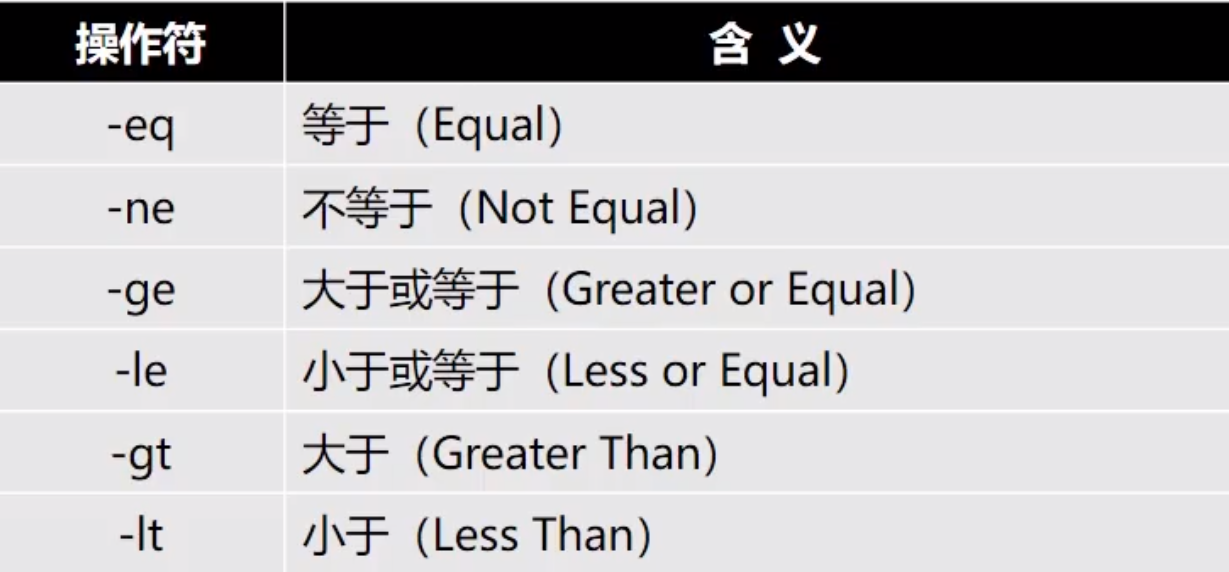 操作符 含 义
-eq 等于（Equal）
-ne 不等于（Not Equal）
-ge 大于或等于（Greater or Equal）
-le 小于或等于（Less or Equal）
-gt 大于（Greater Than）
-lt 小于（Less Than）